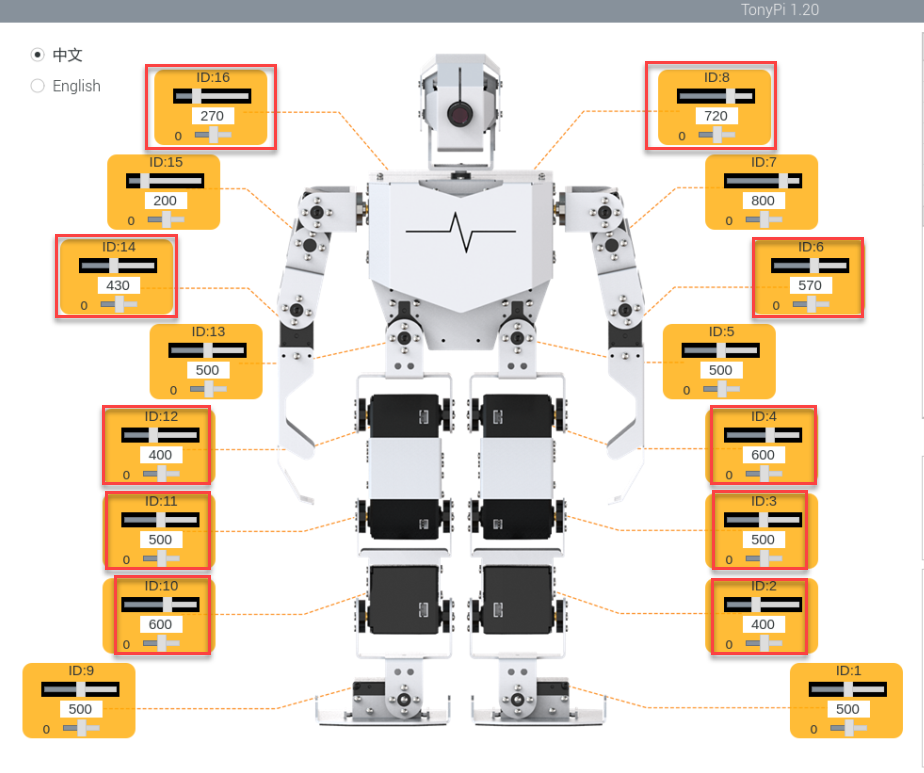 TonyPi 1.20
中文
English
ID:16
270
0
ID:8
720
0
ID:15
200
0
ID:7
800
0
ID:14
430
0
ID:6
570
0
ID:13
500
0
ID:5
500
0
ID:12
400
0
ID:4
600
0
ID:11
500
0
ID:3
500
0
ID:10
600
0
ID:2
400
0
ID:9
500
0
ID:1
500
0